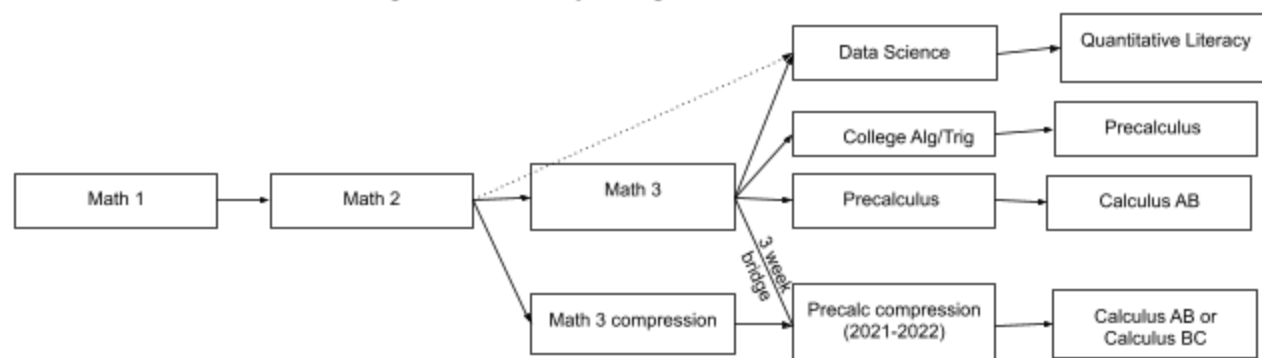 Data Science
Quantitative Literacy
College Alg/Trig
Precalculus
Math 1
Math 2
Math 3
Precalculus
Calculus AB
3 week
bridge
Math 3 compression
Precalc compression
(2021-2022)
Calculus AB or
Calculus BC